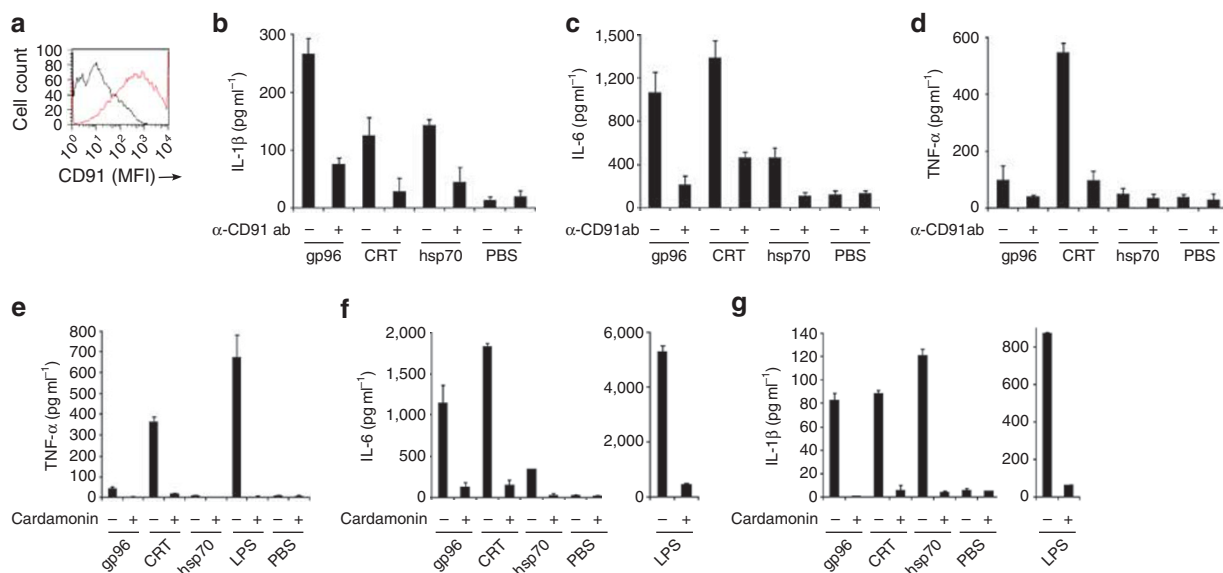 a
Cell count
100
80
60
40
20
0
10⁰ 10¹ 10² 10³ 10⁴
CD91 (MFI)
b
IL-1β (pg ml⁻¹)
300
200
100
0
α-CD91 ab – + – + – + – +
gp96 CRT hsp70 PBS
c
IL-6 (pg ml⁻¹)
1,500
1,200
800
400
0
α-CD91ab – + – + – + – +
gp96 CRT hsp70 PBS
d
TNF-α (pg ml⁻¹)
600
400
200
0
α-CD91ab – + – + – + – +
gp96 CRT hsp70 PBS
e
TNF-α (pg ml⁻¹)
800
700
600
500
400
300
200
100
0
Cardamonin – + – + – + – + – +
gp96 CRT hsp70 LPS PBS
f
IL-6 (pg ml⁻¹)
2,000
1,500
1,000
500
0
Cardamonin – + – + – + – +
gp96 CRT hsp70 PBS
6,000
4,000
2,000
0
– +
LPS
g
IL-1β (pg ml⁻¹)
140
120
100
80
60
40
20
0
Cardamonin – + – + – + – +
gp96 CRT hsp70 PBS
800
600
400
200
0
– +
LPS